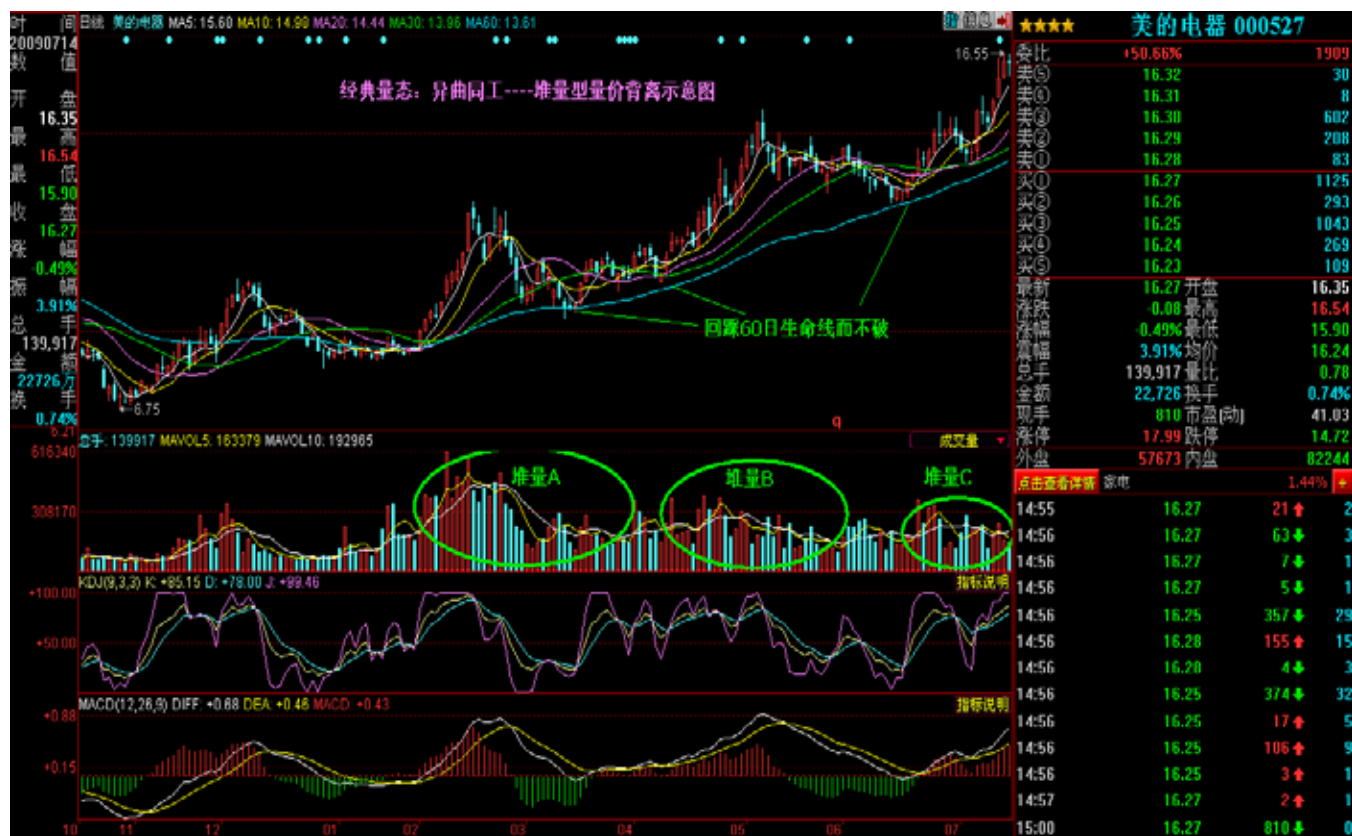 时 间
20090714
数 值
开 盘
16.35
最 高
16.54
最 低
15.90
收 盘
16.27
涨 幅
-0.49%
振 幅
3.91%
总 手
139,917
金 额
22726万
换 手
0.74%
日线 美的电器 MA5: 15.60 MA10: 14.98 MA20: 14.44 MA30: 13.96 MA60: 13.61
经典量态：异曲同工----堆量型量价背离示意图
16.55
回踩60日生命线而不破
6.75
q
6.21
总手: 139917 MAVOL5: 163379 MAVOL10: 192965
成交量
616340
308170
堆量A
堆量B
堆量C
KDJ(9,3,3) K: +85.15 D: +78.00 J: +99.46
指标说明
+100.00
+50.00
MACD(12,26,9) DIFF: +0.68 DEA: +0.46 MACD: +0.43
指标说明
+0.88
+0.15
10 11 12 01 02 03 04 05 06 07
★★★★ 美的电器 000527
委比 +50.66% 1909
卖⑤ 16.32 30
卖④ 16.31 8
卖③ 16.30 602
卖② 16.29 208
卖① 16.28 83
买① 16.27 1125
买② 16.26 293
买③ 16.25 1043
买④ 16.24 269
买⑤ 16.23 109
最新 16.27 开盘 16.35
涨跌 -0.08 最高 16.54
涨幅 -0.49% 最低 15.90
震幅 3.91% 均价 16.24
总手 139,917 量比 0.78
金额 22,726 换手 0.74%
现手 810 市盈(动) 41.03
涨停 17.99 跌停 14.72
外盘 57673 内盘 82244
点击查看详情 家电 1.44% +
14:55 16.27 21 2
14:56 16.27 63 3
14:56 16.27 7 1
14:56 16.27 5 1
14:56 16.25 357 29
14:56 16.28 155 15
14:56 16.28 4 3
14:56 16.25 374 32
14:56 16.25 17 5
14:56 16.25 106 9
14:56 16.25 3 1
14:57 16.27 2 1
15:00 16.27 810 0